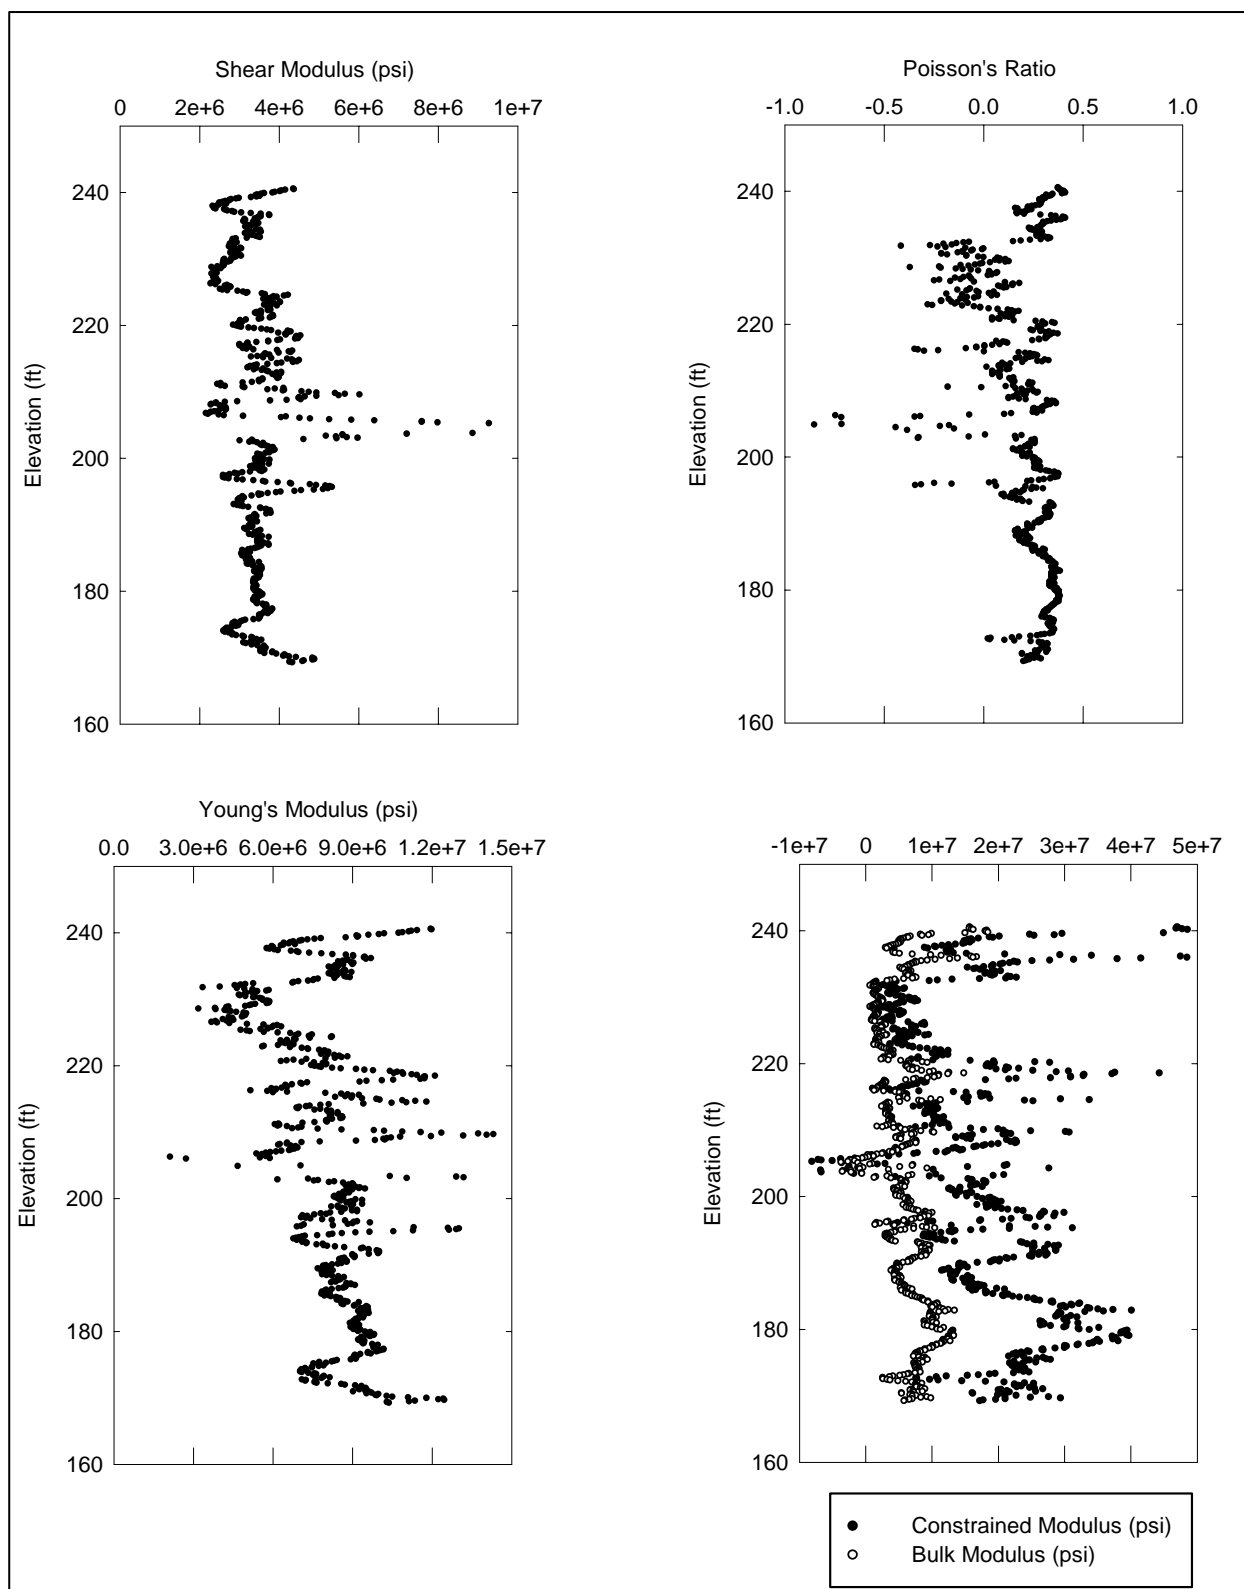 Shear Modulus (psi)
0 2e+6 4e+6 6e+6 8e+6 1e+7
240
220
200
180
160
Elevation (ft)
Poisson's Ratio
-1.0 -0.5 0.0 0.5 1.0
240
220
200
180
160
Elevation (ft)
Young's Modulus (psi)
0.0 3.0e+6 6.0e+6 9.0e+6 1.2e+7 1.5e+7
240
220
200
180
160
Elevation (ft)
-1e+7 0 1e+7 2e+7 3e+7 4e+7 5e+7
240
220
200
180
160
Elevation (ft)
Constrained Modulus (psi)
Bulk Modulus (psi)